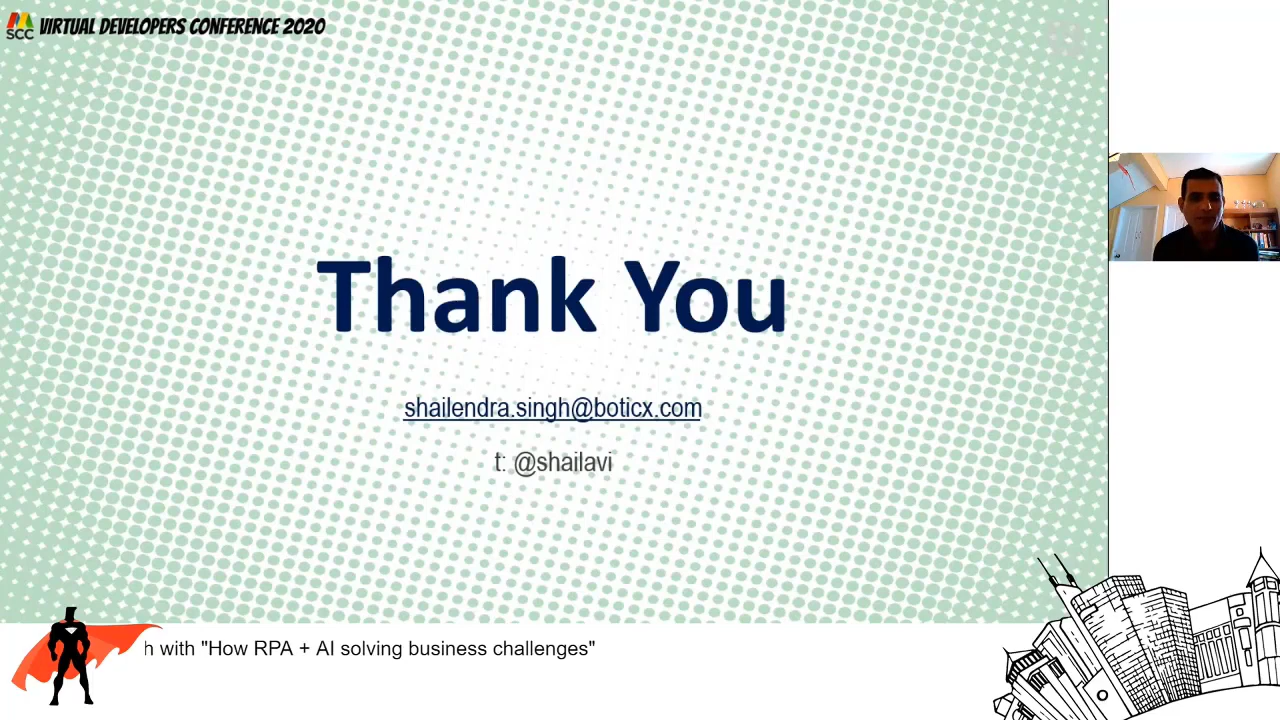 SCC VIRTUAL DEVELOPERS CONFERENCE 2020
Thank You
shailendra.singh@boticx.com
t: @shailavi
h with "How RPA + AI solving business challenges"